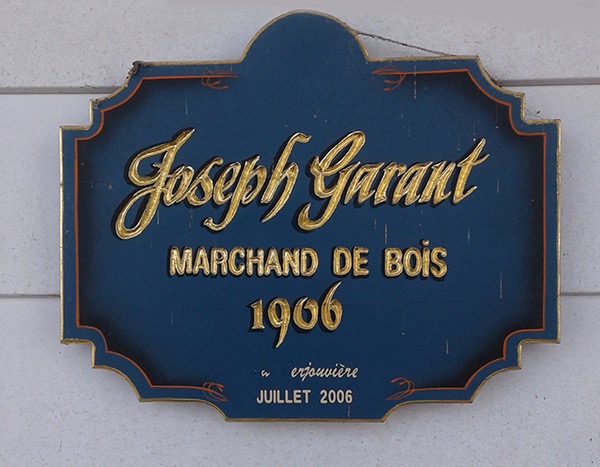 Joseph Garant
MARCHAND DE BOiS
1906
JUILLET 2006